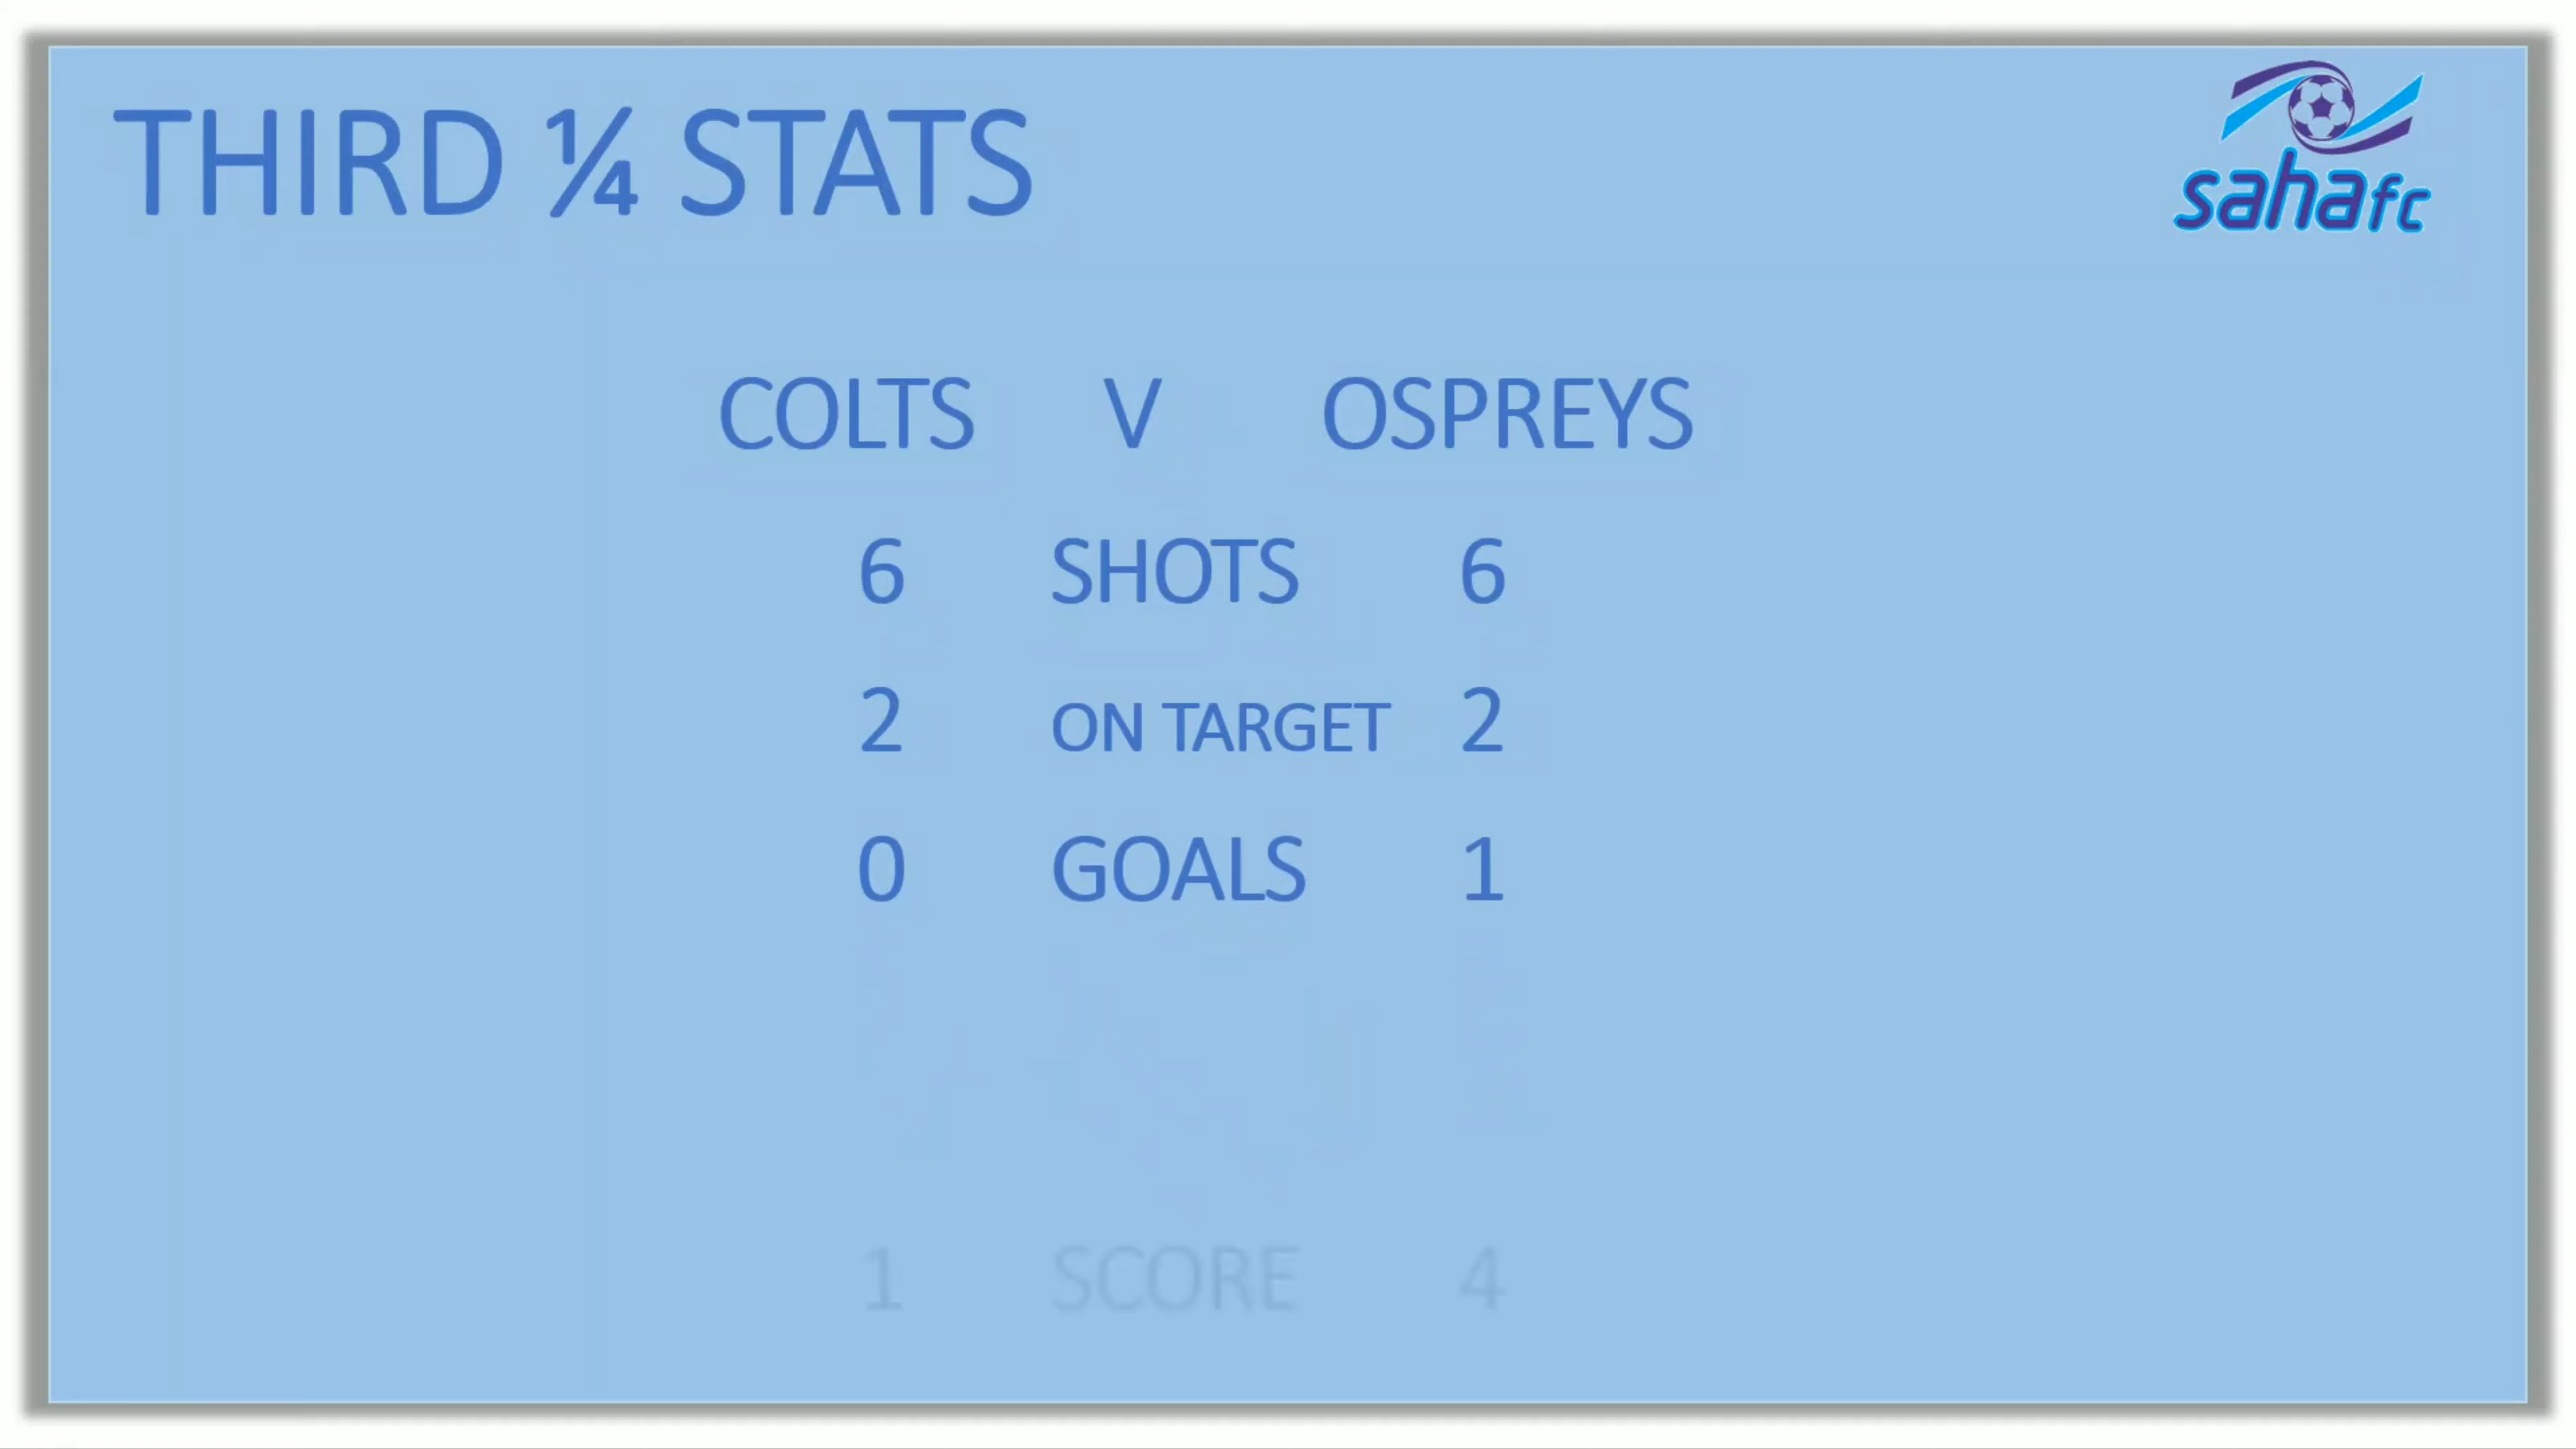 THIRD ¼ STATS
sahafc
COLTS V OSPREYS
6 SHOTS 6
2 ON TARGET 2
0 GOALS 1
1 SCORE 4